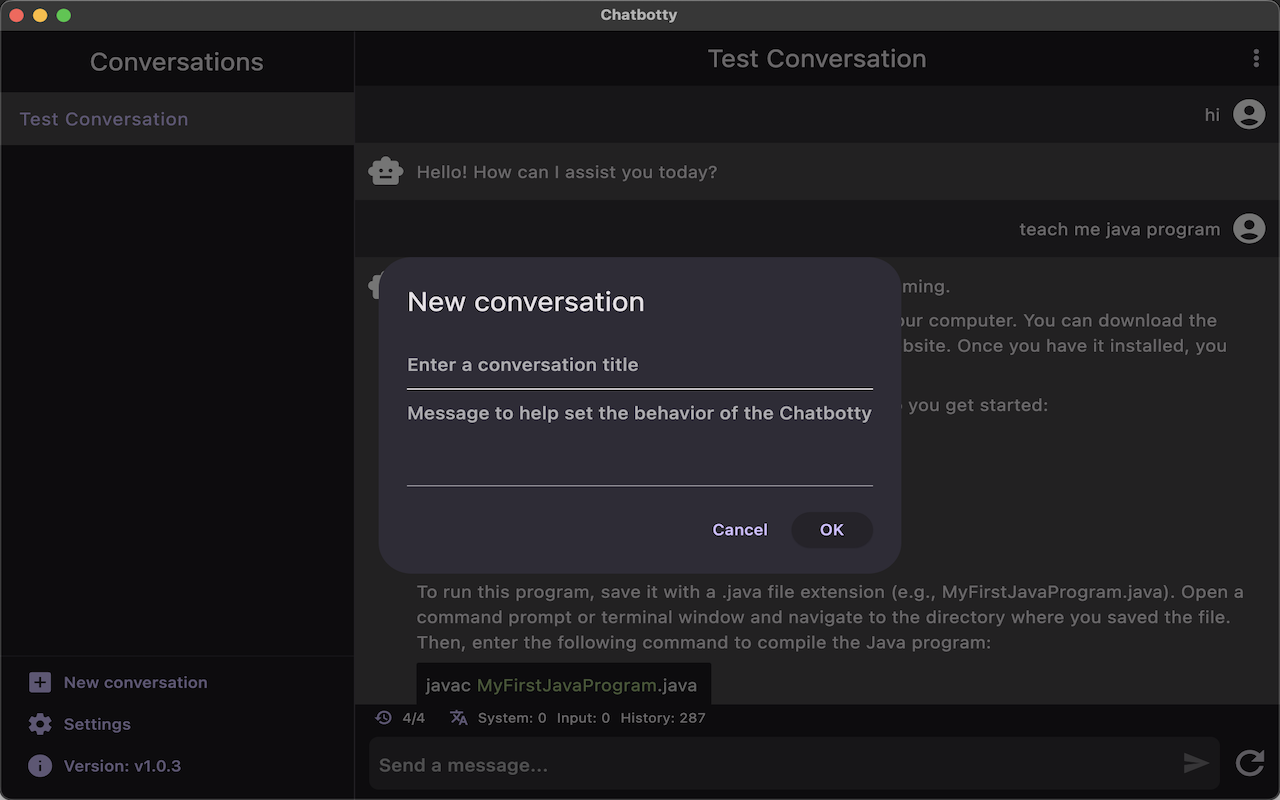 Chatbotty
Conversations
Test Conversation
New conversation
Settings
Version: v1.0.3
Test Conversation
hi
Hello! How can I assist you today?
teach me java program
ming.
ur computer. You can download the
bsite. Once you have it installed, you
you get started:
New conversation
Enter a conversation title
Message to help set the behavior of the Chatbotty
Cancel OK
To run this program, save it with a .java file extension (e.g., MyFirstJavaProgram.java). Open a
command prompt or terminal window and navigate to the directory where you saved the file.
Then, enter the following command to compile the Java program:
javac MyFirstJavaProgram.java
4/4 System: 0 Input: 0 History: 287
Send a message...